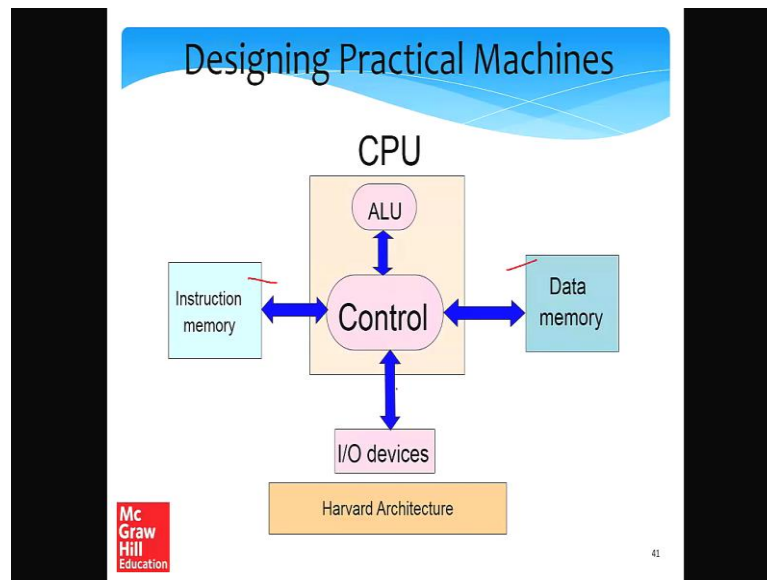 Designing Practical Machines
CPU
ALU
Instruction
memory
Control
Data
memory
I/O devices
Harvard Architecture
Mc
Graw
Hill
Education
41